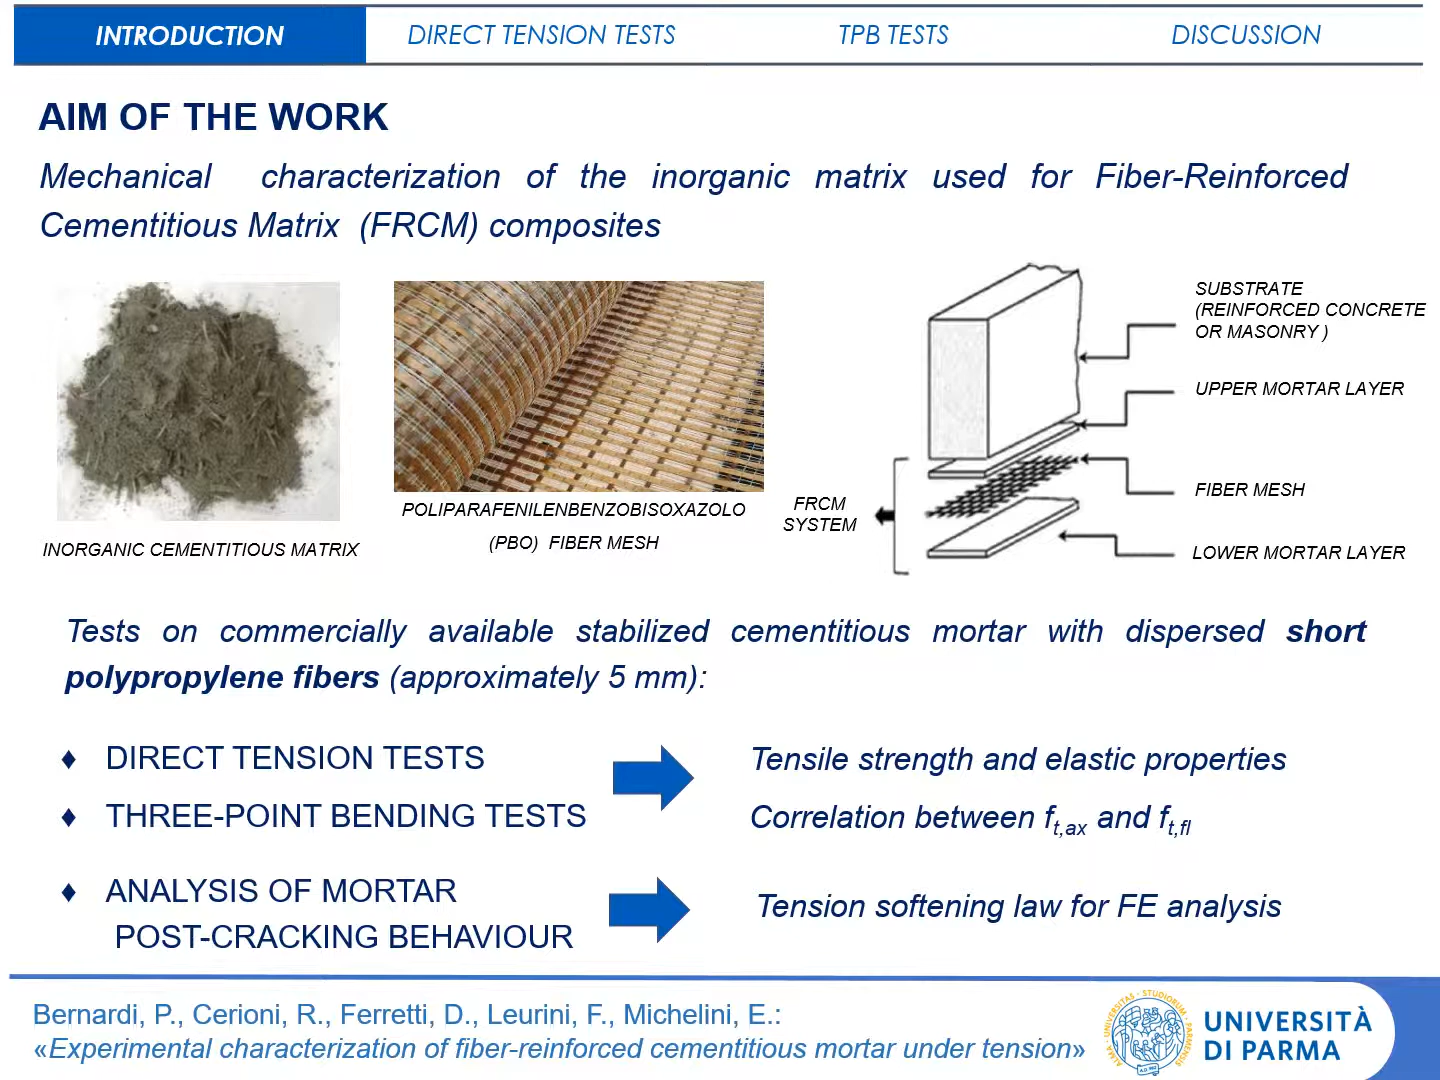 INTRODUCTION
DIRECT TENSION TESTS
TPB TESTS
DISCUSSION
AIM OF THE WORK
Mechanical characterization of the inorganic matrix used for Fiber-Reinforced
Cementitious Matrix (FRCM) composites
INORGANIC CEMENTITIOUS MATRIX
POLIPARAFENILENBENZOBISOXAZOLO
(PBO) FIBER MESH
SUBSTRATE
(REINFORCED CONCRETE
OR MASONRY )
UPPER MORTAR LAYER
FIBER MESH
LOWER MORTAR LAYER
FRCM
SYSTEM
Tests on commercially available stabilized cementitious mortar with dispersed short
polypropylene fibers (approximately 5 mm):
♦ DIRECT TENSION TESTS
♦ THREE-POINT BENDING TESTS
Tensile strength and elastic properties
Correlation between ft,ax and ft,fl
♦ ANALYSIS OF MORTAR
POST-CRACKING BEHAVIOUR
Tension softening law for FE analysis
Bernardi, P., Cerioni, R., Ferretti, D., Leurini, F., Michelini, E.:
«Experimental characterization of fiber-reinforced cementitious mortar under tension»
UNIVERSITÀ
DI PARMA